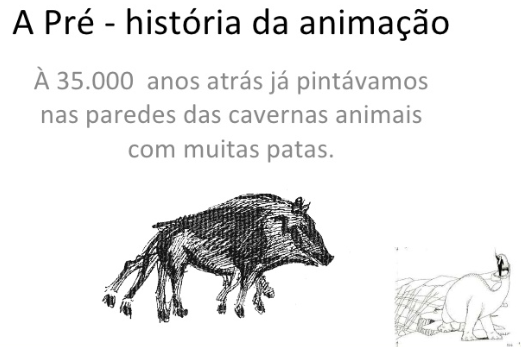 A Pré - história da animação
À 35.000 anos atrás já pintávamos
nas paredes das cavernas animais
com muitas patas.